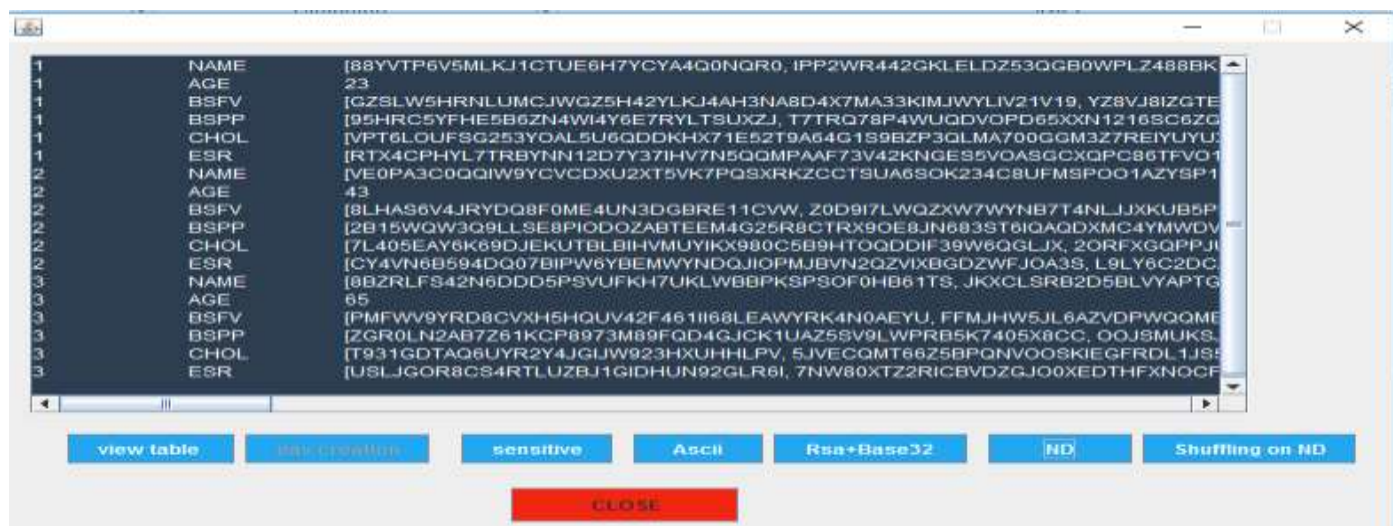 1 NAME [88YVTP6V5MLKJ1CTUE6H7YCYA4Q0NQR0, IPP2WR442GKLELDZ53QGB0WPLZ488BK
1 AGE 23
1 BSFV [GZSLW5HRNLUMCJWGZ5H42YLKJ4AH3NA8D4X7MA33KIMJWYLIV21V19, YZ8VJ8IZGTE
1 BSPP [95HRC5YFHE5B6ZN4WI4Y6E7RYLTSUXZJ, T7TRQ78P4WUQDVOPD65XXN1216SC6ZG
1 CHOL [VPT6LOUFSG253YOAL5U6QDDKHX71E52T9A64G1S9BZP3QLMA700GGM3Z7REIYUYU
1 ESR [RTX4CPHYL7TRBYNN12D7Y37IHV7N5QQMPAAF73V42KNGES5VOASGCXQPC86TFVO1
2 NAME [VE0PA3C0QQIW9YCVCDXU2XT5VK7PQSXRKZCCTSUA6SOK234C8UFMSPOO1AZYSP1
2 AGE 43
2 BSFV [8LHAS6V4JRYDQ8F0ME4UN3DGBRE11CVW, Z0D9I7LWQZXW7WYNB7T4NLJJXKUB5P
2 BSPP [2B15WQW3Q9LLSE8PIODOZABTEEM4G25R8CTRX9OE8JN683ST6IQAQDXMC4YMWDV
2 CHOL [7L405EAY6K69DJEKUTBLBIHVMUYIKX980C5B9HTOQDDIF39W6QGLJX, 2ORFXGQPPJ
2 ESR [CY4VN6B594DQ07BIPW6YBEMWYNDQJIOPMJBVN2QZVIXBGDZWFJOA3S, L9LY6C2DC
3 NAME [8BZRLFS42N6DDD5PSVUFKH7UKLWBBPKSPSOF0HB61TS, JKXCLSRB2D5BLVYAPTG
3 AGE 65
3 BSFV [PMFWV9YRD8CVXH5HQUV42F461II68LEAWYRK4N0AEYU, FFMJHW5JL6AZVDPWQQME
3 BSPP [ZGR0LN2AB7Z61KCP8973M89FQD4GJCK1UAZ5SV9LWPRB5K7405X8CC, OOJSMUKS
3 CHOL [T931GDTAQ6UYR2Y4JGIJW923HXUHHLPV, 5JVECQMT66Z5BPQNVOOSKIEGFRDL1JS
3 ESR [USLJGOR8CS4RTLUZBJ1GIDHUN92GLR6I, 7NW80XTZ2RICBVDZGJO0XEDTHFXNOCF
view table sensitive Ascii Rsa+Base32 ND Shuffling on ND
CLOSE